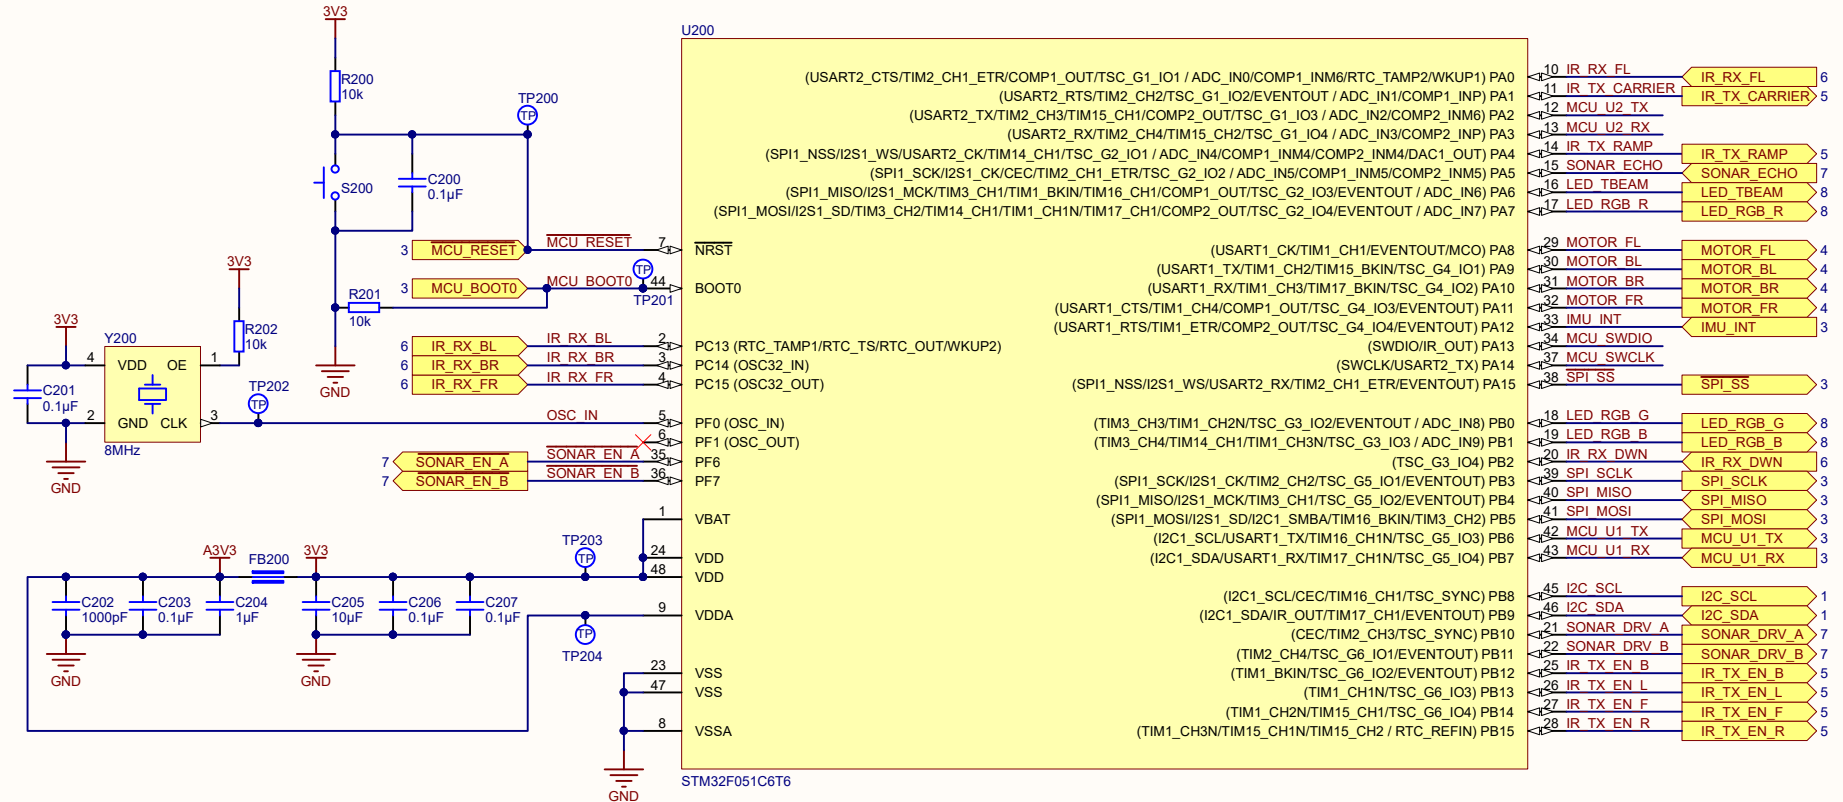 3V3
R200
10k
TP200
TP
S200
C200
0.1µF
3 MCU_RESET MCU_RESET 7 NRST
TP
3 MCU_BOOT0 MCU_BOOT0 44 BOOT0
TP201
R201
10k
GND
6 IR_RX_BL IR_RX_BL 2 PC13 (RTC_TAMP1/RTC_TS/RTC_OUT/WKUP2)
6 IR_RX_BR IR_RX_BR 3 PC14 (OSC32_IN)
6 IR_RX_FR IR_RX_FR 4 PC15 (OSC32_OUT)
3V3
R202
10k
3V3
Y200
4 VDD OE 1
2 GND CLK 3
8MHz
C201
0.1µF
GND
TP202
TP
OSC_IN 5 PF0 (OSC_IN)
6 PF1 (OSC_OUT)
7 SONAR_EN_A SONAR_EN_A 35 PF6
7 SONAR_EN_B SONAR_EN_B 36 PF7
1 VBAT
24 VDD
48 VDD
9 VDDA
23 VSS
47 VSS
8 VSSA
A3V3
FB200
3V3
TP203
TP
C202
1000pF
C203
0.1µF
C204
1µF
C205
10µF
C206
0.1µF
C207
0.1µF
TP
TP204
GND
GND
GND
U200
(USART2_CTS/TIM2_CH1_ETR/COMP1_OUT/TSC_G1_IO1 / ADC_IN0/COMP1_INM6/RTC_TAMP2/WKUP1) PA0 10 IR_RX_FL IR_RX_FL 6
(USART2_RTS/TIM2_CH2/TSC_G1_IO2/EVENTOUT / ADC_IN1/COMP1_INP) PA1 11 IR_TX_CARRIER IR_TX_CARRIER 5
(USART2_TX/TIM2_CH3/TIM15_CH1/COMP2_OUT/TSC_G1_IO3 / ADC_IN2/COMP2_INM6) PA2 12 MCU_U2_TX
(USART2_RX/TIM2_CH4/TIM15_CH2/TSC_G1_IO4 / ADC_IN3/COMP2_INP) PA3 13 MCU_U2_RX
(SPI1_NSS/I2S1_WS/USART2_CK/TIM14_CH1/TSC_G2_IO1 / ADC_IN4/COMP1_INM4/COMP2_INM4/DAC1_OUT) PA4 14 IR_TX_RAMP IR_TX_RAMP 5
(SPI1_SCK/I2S1_CK/CEC/TIM2_CH1_ETR/TSC_G2_IO2 / ADC_IN5/COMP1_INM5/COMP2_INM5) PA5 15 SONAR_ECHO SONAR_ECHO 7
(SPI1_MISO/I2S1_MCK/TIM3_CH1/TIM1_BKIN/TIM16_CH1/COMP1_OUT/TSC_G2_IO3/EVENTOUT / ADC_IN6) PA6 16 LED_TBEAM LED_TBEAM 8
(SPI1_MOSI/I2S1_SD/TIM3_CH2/TIM14_CH1/TIM1_CH1N/TIM17_CH1/COMP2_OUT/TSC_G2_IO4/EVENTOUT / ADC_IN7) PA7 17 LED_RGB_R LED_RGB_R 8
(USART1_CK/TIM1_CH1/EVENTOUT/MCO) PA8 29 MOTOR_FL MOTOR_FL 4
(USART1_TX/TIM1_CH2/TIM15_BKIN/TSC_G4_IO1) PA9 30 MOTOR_BL MOTOR_BL 4
(USART1_RX/TIM1_CH3/TIM17_BKIN/TSC_G4_IO2) PA10 31 MOTOR_BR MOTOR_BR 4
(USART1_CTS/TIM1_CH4/COMP1_OUT/TSC_G4_IO3/EVENTOUT) PA11 32 MOTOR_FR MOTOR_FR 4
(USART1_RTS/TIM1_ETR/COMP2_OUT/TSC_G4_IO4/EVENTOUT) PA12 33 IMU_INT IMU_INT 3
(SWDIO/IR_OUT) PA13 34 MCU_SWDIO
(SWCLK/USART2_TX) PA14 37 MCU_SWCLK
(SPI1_NSS/I2S1_WS/USART2_RX/TIM2_CH1_ETR/EVENTOUT) PA15 38 SPI_SS SPI_SS 3
(TIM3_CH3/TIM1_CH2N/TSC_G3_IO2/EVENTOUT / ADC_IN8) PB0 18 LED_RGB_G LED_RGB_G 8
(TIM3_CH4/TIM14_CH1/TIM1_CH3N/TSC_G3_IO3 / ADC_IN9) PB1 19 LED_RGB_B LED_RGB_B 8
(TSC_G3_IO4) PB2 20 IR_RX_DWN IR_RX_DWN 6
(SPI1_SCK/I2S1_CK/TIM2_CH2/TSC_G5_IO1/EVENTOUT) PB3 39 SPI_SCLK SPI_SCLK 3
(SPI1_MISO/I2S1_MCK/TIM3_CH1/TSC_G5_IO2/EVENTOUT) PB4 40 SPI_MISO SPI_MISO 3
(SPI1_MOSI/I2S1_SD/I2C1_SMBA/TIM16_BKIN/TIM3_CH2) PB5 41 SPI_MOSI SPI_MOSI 3
(I2C1_SCL/USART1_TX/TIM16_CH1N/TSC_G5_IO3) PB6 42 MCU_U1_TX MCU_U1_TX 3
(I2C1_SDA/USART1_RX/TIM17_CH1N/TSC_G5_IO4) PB7 43 MCU_U1_RX MCU_U1_RX 3
(I2C1_SCL/CEC/TIM16_CH1/TSC_SYNC) PB8 45 I2C_SCL I2C_SCL 1
(I2C1_SDA/IR_OUT/TIM17_CH1/EVENTOUT) PB9 46 I2C_SDA I2C_SDA 1
(CEC/TIM2_CH3/TSC_SYNC) PB10 21 SONAR_DRV_A SONAR_DRV_A 7
(TIM2_CH4/TSC_G6_IO1/EVENTOUT) PB11 22 SONAR_DRV_B SONAR_DRV_B 7
(TIM1_BKIN/TSC_G6_IO2/EVENTOUT) PB12 25 IR_TX_EN_B IR_TX_EN_B 5
(TIM1_CH1N/TSC_G6_IO3) PB13 26 IR_TX_EN_L IR_TX_EN_L 5
(TIM1_CH2N/TIM15_CH1/TSC_G6_IO4) PB14 27 IR_TX_EN_F IR_TX_EN_F 5
(TIM1_CH3N/TIM15_CH1N/TIM15_CH2 / RTC_REFIN) PB15 28 IR_TX_EN_R IR_TX_EN_R 5
STM32F051C6T6